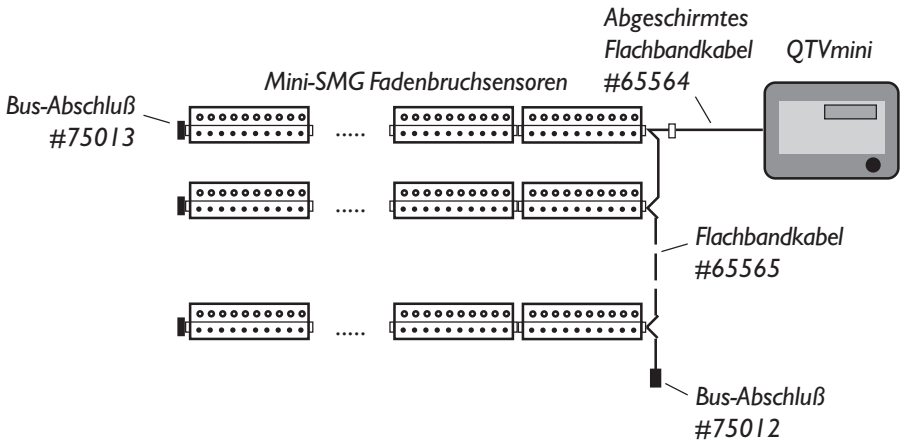 Abgeschirmtes
Flachbandkabel
#65564
QTVmini
Mini-SMG Fadenbruchsensoren
Bus-Abschluß
#75013
.....
.....
Flachbandkabel
#65565
.....
Bus-Abschluß
#75012